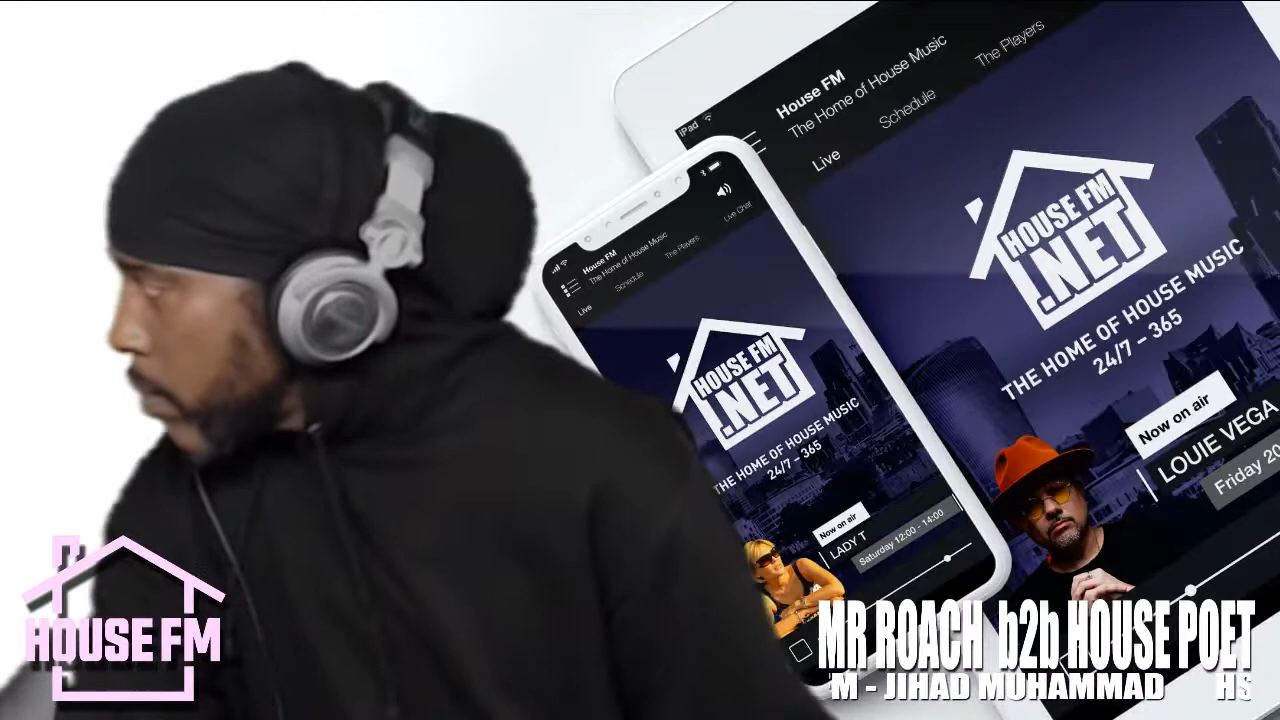 iPad
House FM
The Home of House Music
The Players
Schedule
Live
HOUSE FM
.NET
THE HOME OF HOUSE MUSIC
24/7 – 365
Now on air
LOUIE VEGA
Friday 20
Live Chat
House FM
The Home of House Music
The Players
Schedule
Live
HOUSE FM
.NET
THE HOME OF HOUSE MUSIC
24/7 – 365
Now on air
LADY T
Saturday 12:00 - 14:00
HOUSE FM
MR ROACH b2b HOUSE POET
'M - JIHAD MUHAMMAD HS